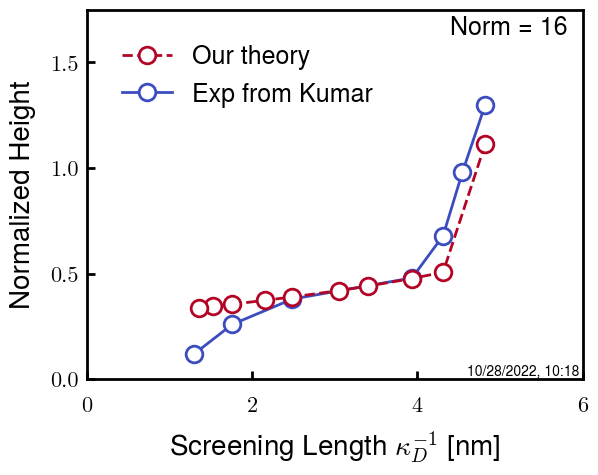 Norm = 16
Our theory
Exp from Kumar
Normalized Height
1.5
1.0
0.5
0.0
10/28/2022, 10:18
0 2 4 6
Screening Length κ_D^{-1} [nm]